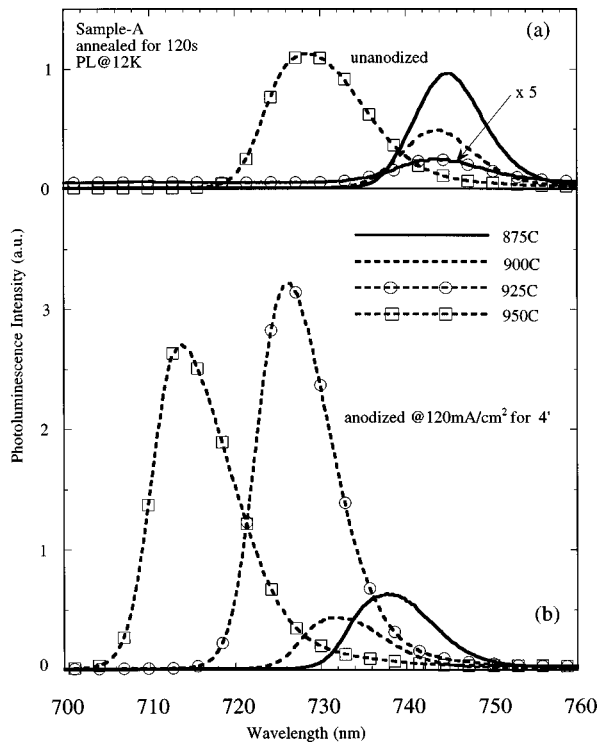 Sample-A
annealed for 120s
PL@12K
(a)
unanodized
x 5
1
0
875C
900C
925C
950C
3
2
1
0
anodized @120mA/cm² for 4'
(b)
Photoluminescence Intensity (a.u.)
700 710 720 730 740 750 760
Wavelength (nm)